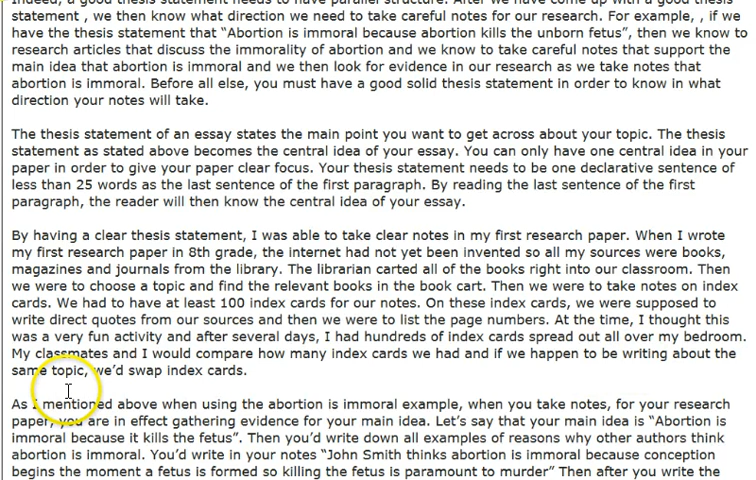 Indeed, a good thesis statement needs to have parallel structure. After we have come up with a good thesis
statement , we then know what direction we need to take careful notes for our research. For example, , if we
have the thesis statement that “Abortion is immoral because abortion kills the unborn fetus”, then we know to
research articles that discuss the immorality of abortion and we know to take careful notes that support the
main idea that abortion is immoral and we then look for evidence in our research as we take notes that
abortion is immoral. Before all else, you must have a good solid thesis statement in order to know in what
direction your notes will take.
The thesis statement of an essay states the main point you want to get across about your topic. The thesis
statement as stated above becomes the central idea of your essay. You can only have one central idea in your
paper in order to give your paper clear focus. Your thesis statement needs to be one declarative sentence of
less than 25 words as the last sentence of the first paragraph. By reading the last sentence of the first
paragraph, the reader will then know the central idea of your essay.
By having a clear thesis statement, I was able to take clear notes in my first research paper. When I wrote
my first research paper in 8th grade, the internet had not yet been invented so all my sources were books,
magazines and journals from the library. The librarian carted all of the books right into our classroom. Then
we were to choose a topic and find the relevant books in the book cart. Then we were to take notes on index
cards. We had to have at least 100 index cards for our notes. On these index cards, we were supposed to
write direct quotes from our sources and then we were to list the page numbers. At the time, I thought this
was a very fun activity and after several days, I had hundreds of index cards spread out all over my bedroom.
My classmates and I would compare how many index cards we had and if we happen to be writing about the
same topic, we’d swap index cards.
As I mentioned above when using the abortion is immoral example, when you take notes, for your research
paper, you are in effect gathering evidence for your main idea. Let’s say that your main idea is “Abortion is
immoral because it kills the fetus”. Then you’d write down all examples of reasons why other authors think
abortion is immoral. You’d write in your notes “John Smith thinks abortion is immoral because conception
begins the moment a fetus is formed so killing the fetus is paramount to murder” Then after you write the